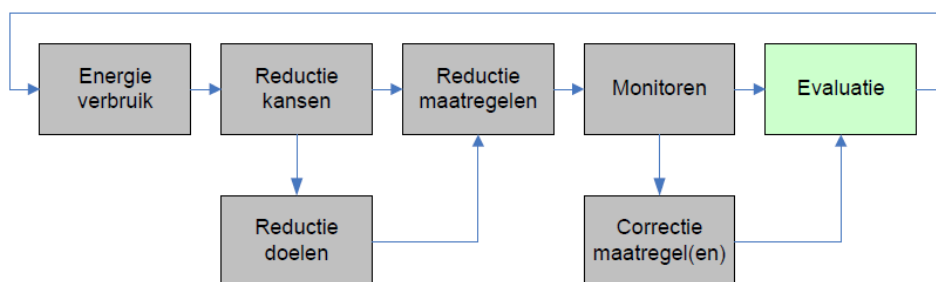 Energie
verbruik
Reductie
kansen
Reductie
maatregelen
Monitoren
Evaluatie
Reductie
doelen
Correctie
maatregel(en)